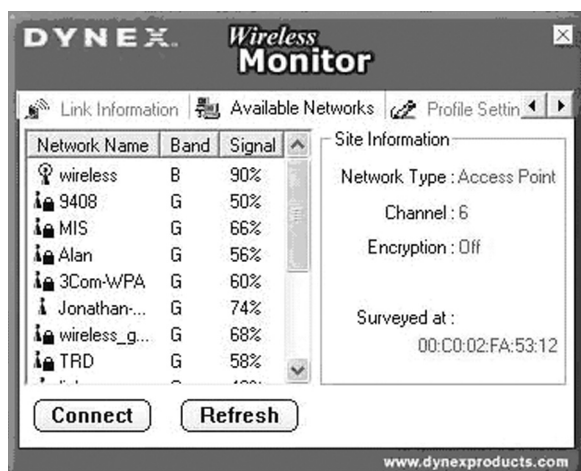 DYNEX
Wireless
Monitor
Link Information Available Networks Profile Settin
Network Name Band Signal
wireless B 90%
9408 G 50%
MIS G 66%
Alan G 56%
3Com-WPA G 60%
Jonathan-... G 74%
wireless_g... G 68%
TRD G 58%
Site Information
Network Type : Access Point
Channel : 6
Encryption : Off
Surveyed at :
00:C0:02:FA:53:12
Connect Refresh
www.dynexproducts.com